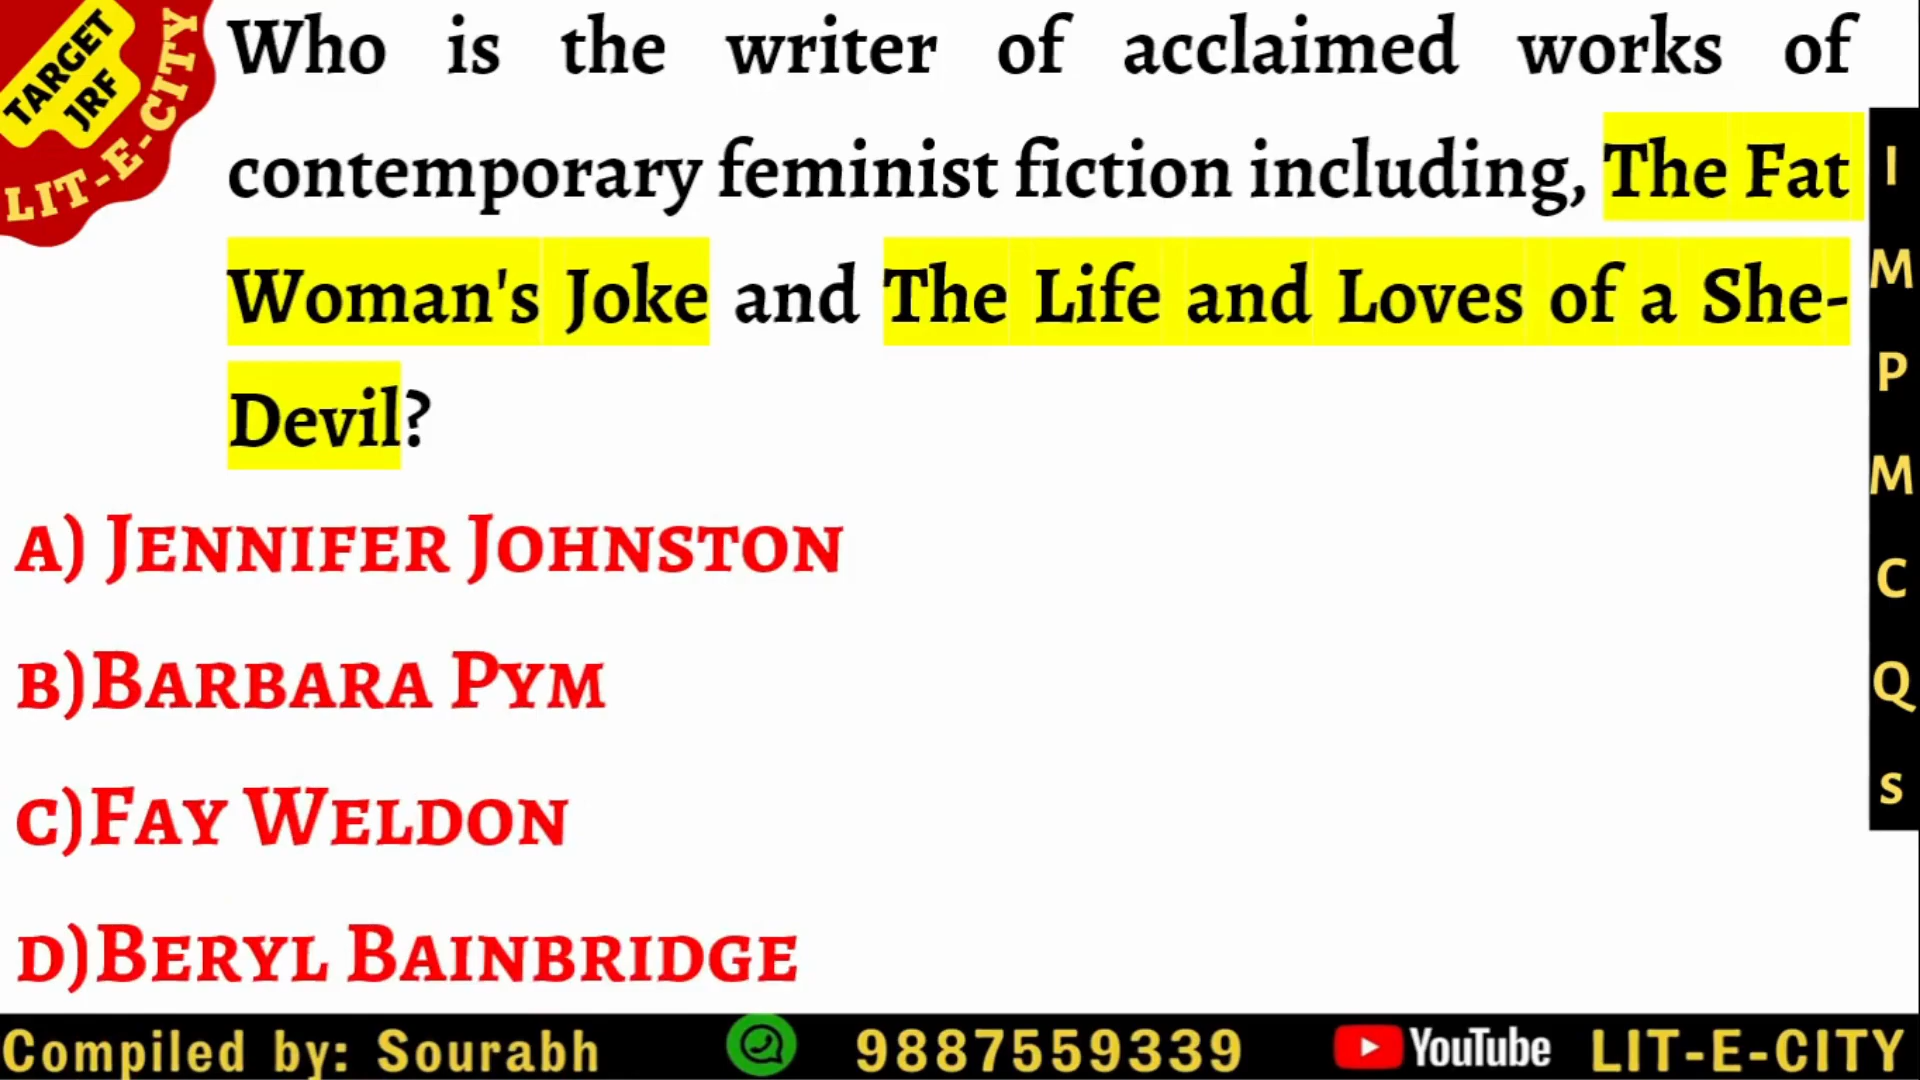 TARGET
JRF
LIT-E-CITY
Who is the writer of acclaimed works of
contemporary feminist fiction including, The Fat
Woman's Joke and The Life and Loves of a She-
Devil?
A) JENNIFER JOHNSTON
B)BARBARA PYM
C)FAY WELDON
D)BERYL BAINBRIDGE
I
M
P
M
C
Q
s
Compiled by: Sourabh 9887559339 YouTube LIT-E-CITY